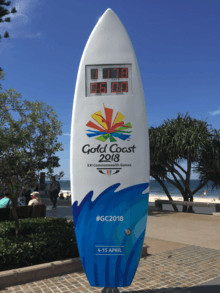 Gold Coast
2018
XXI Commonwealth Games
#GC2018
4-15 APRIL